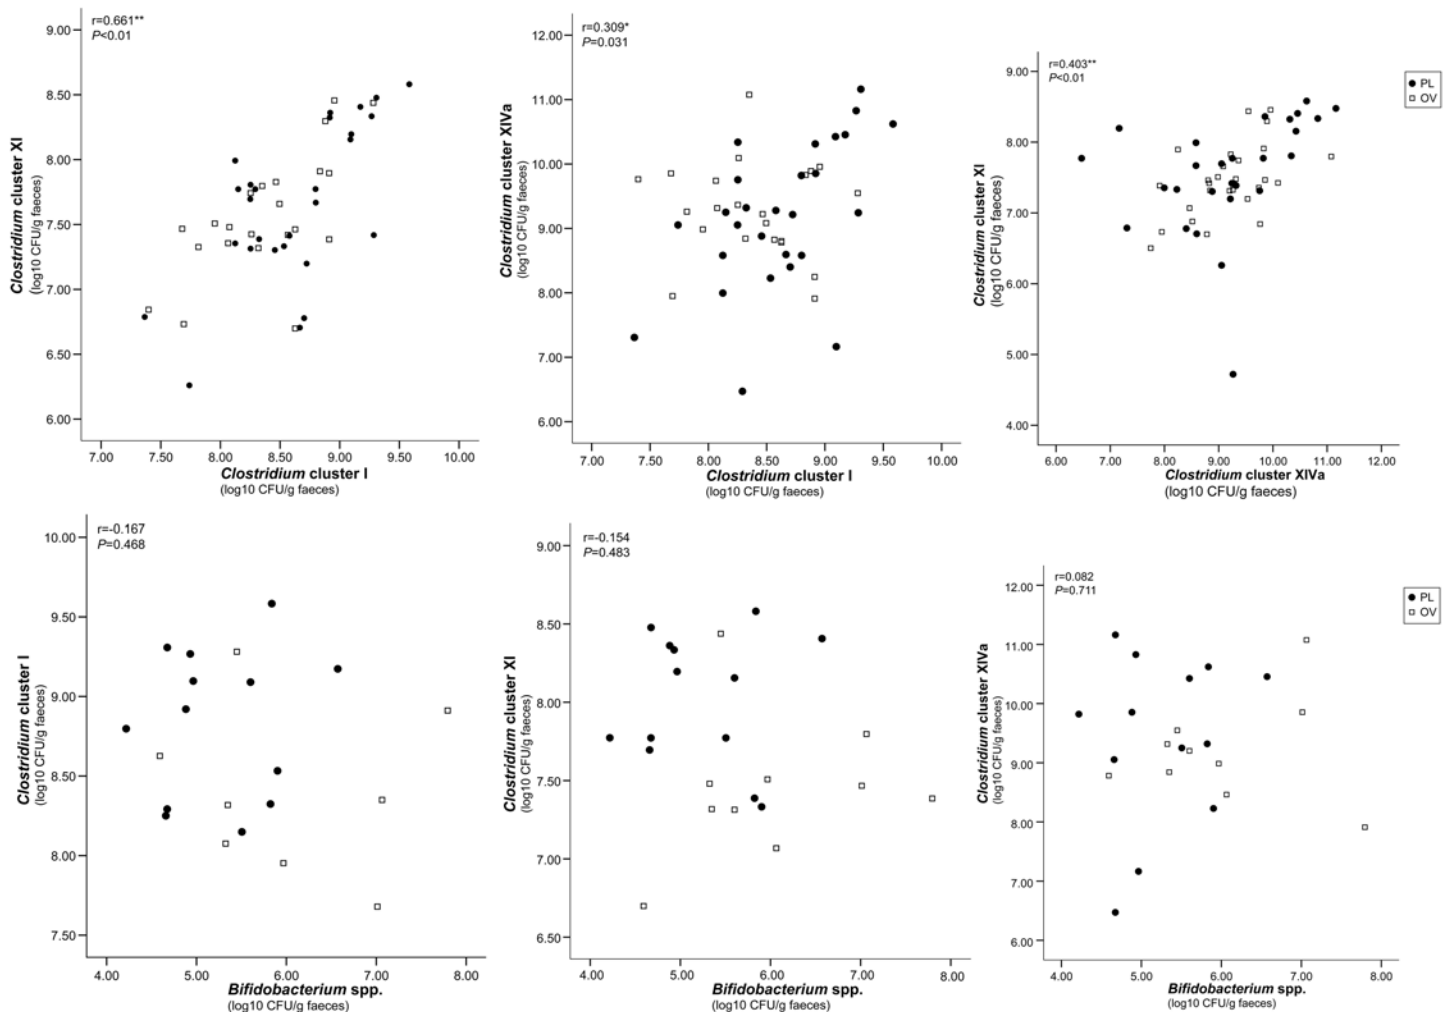 r=0.661**
P<0.01
9.00
8.50
8.00
7.50
7.00
6.50
6.00
Clostridium cluster XI
(log10 CFU/g faeces)
7.00 7.50 8.00 8.50 9.00 9.50 10.00
Clostridium cluster I
(log10 CFU/g faeces)
r=0.309*
P=0.031
12.00
11.00
10.00
9.00
8.00
7.00
6.00
Clostridium cluster XIVa
(log10 CFU/g faeces)
7.00 7.50 8.00 8.50 9.00 9.50 10.00
Clostridium cluster I
(log10 CFU/g faeces)
r=0.403**
P<0.01
9.00
8.00
7.00
6.00
5.00
4.00
Clostridium cluster XI
(log10 CFU/g faeces)
6.00 7.00 8.00 9.00 10.00 11.00 12.00
Clostridium cluster XIVa
(log10 CFU/g faeces)
PL
OV
r=-0.167
P=0.468
10.00
9.50
9.00
8.50
8.00
7.50
Clostridium cluster I
(log10 CFU/g faeces)
4.00 5.00 6.00 7.00 8.00
Bifidobacterium spp.
(log10 CFU/g faeces)
r=-0.154
P=0.483
9.00
8.50
8.00
7.50
7.00
6.50
Clostridium cluster XI
(log10 CFU/g faeces)
4.00 5.00 6.00 7.00 8.00
Bifidobacterium spp.
(log10 CFU/g faeces)
r=0.082
P=0.711
12.00
11.00
10.00
9.00
8.00
7.00
6.00
Clostridium cluster XIVa
(log10 CFU/g faeces)
4.00 5.00 6.00 7.00 8.00
Bifidobacterium spp.
(log10 CFU/g faeces)
PL
OV